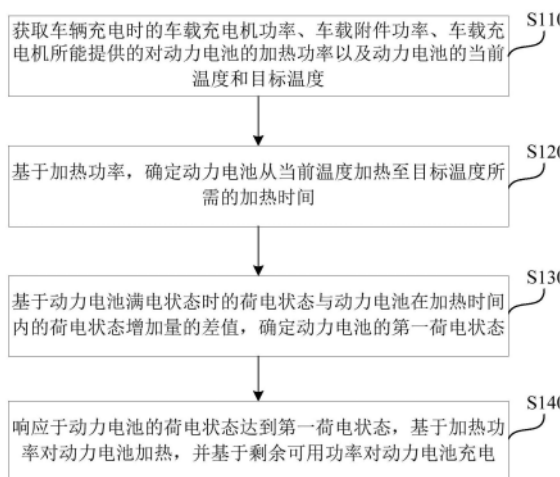 获取车辆充电时的车载充电机功率、车载附件功率、车载充
电机所能提供的对动力电池的加热功率以及动力电池的当前
温度和目标温度
S110
基于加热功率，确定动力电池从当前温度加热至目标温度所
需的加热时间
S120
基于动力电池满电状态时的荷电状态与动力电池在加热时间
内的荷电状态增加量的差值，确定动力电池的第一荷电状态
S130
响应于动力电池的荷电状态达到第一荷电状态，基于加热功
率对动力电池加热，并基于剩余可用功率对动力电池充电
S140